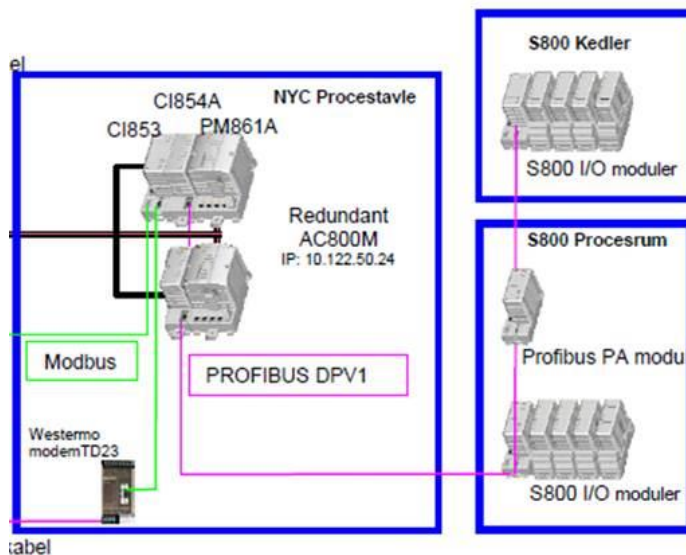 el
NYC Procestavle
CI854A
CI853
PM861A
Redundant
AC800M
IP: 10.122.50.24
Modbus
PROFIBUS DPV1
Westermo
modemTD23
kabel
S800 Kedler
S800 I/O moduler
S800 Procesrum
Profibus PA modu
S800 I/O moduler